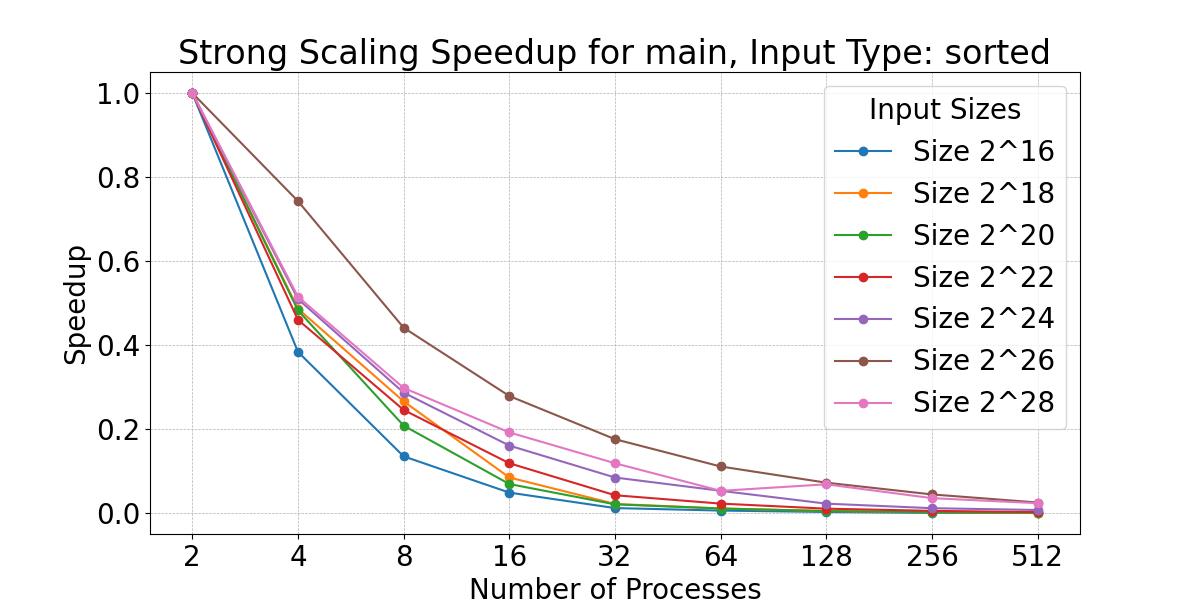 Strong Scaling Speedup for main, Input Type: sorted
Speedup
1.0
0.8
0.6
0.4
0.2
0.0
Input Sizes
Size 2^16
Size 2^18
Size 2^20
Size 2^22
Size 2^24
Size 2^26
Size 2^28
2 4 8 16 32 64 128 256 512
Number of Processes